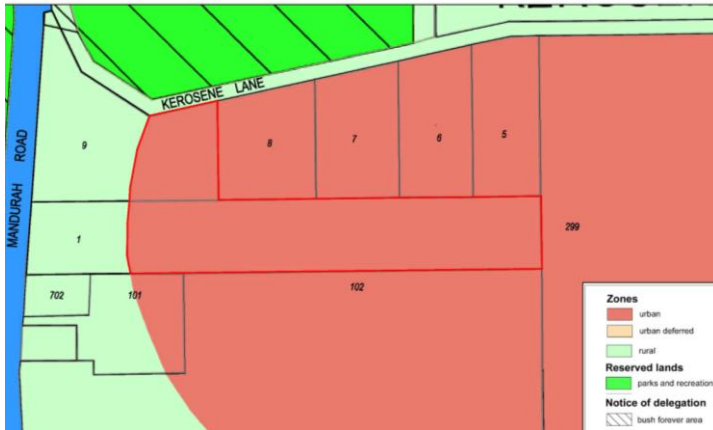 KEROSENE LANE
MANDURAH ROAD
9
8
7
6
5
1
299
702
101
102
Zones
urban
urban deferred
rural
Reserved lands
parks and recreation
Notice of delegation
bush forever area